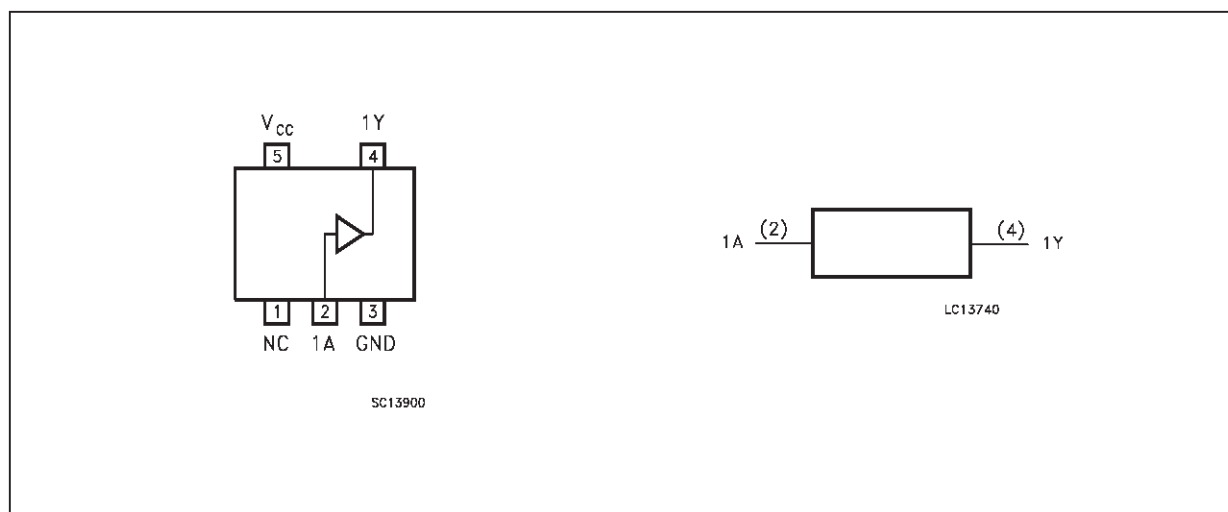 VCC 1Y
5 4
1 2 3
NC 1A GND
SC13900
1A (2) (4) 1Y
LC13740